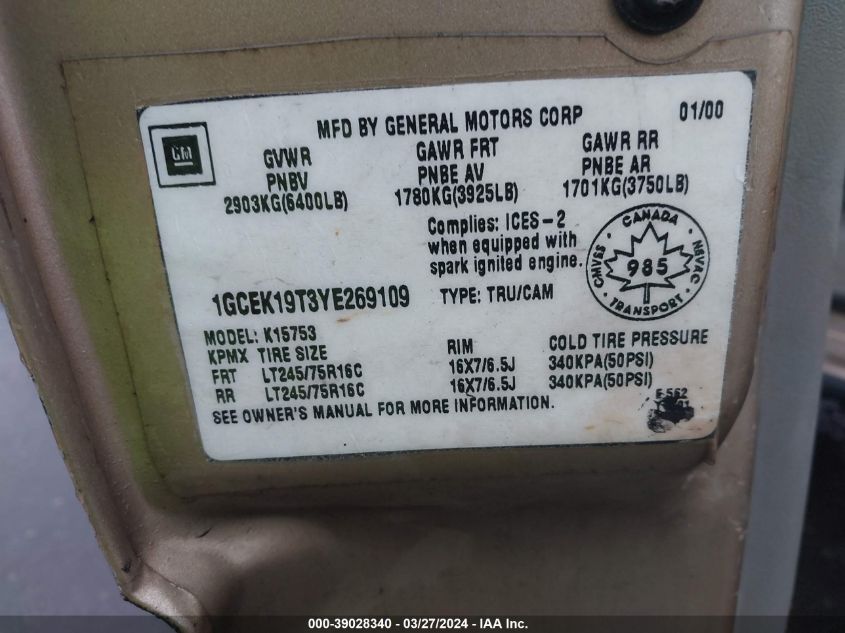 MFD BY GENERAL MOTORS CORP 01/00
GM
GVWR GAWR FRT GAWR RR
PNBV PNBE AV PNBE AR
2903KG(6400LB) 1780KG(3925LB) 1701KG(3750LB)
Complies: ICES-2
when equipped with
spark ignited engine.
CANADA
CMVSS NSVAC
985
TRANSPORT
1GCEK19T3YE269109 TYPE: TRU/CAM
MODEL: K15753
KPMX TIRE SIZE RIM COLD TIRE PRESSURE
FRT LT245/75R16C 16X7/6.5J 340KPA(50PSI)
RR LT245/75R16C 16X7/6.5J 340KPA(50PSI)
SEE OWNER'S MANUAL FOR MORE INFORMATION.
000-39028340 - 03/27/2024 - IAA Inc.